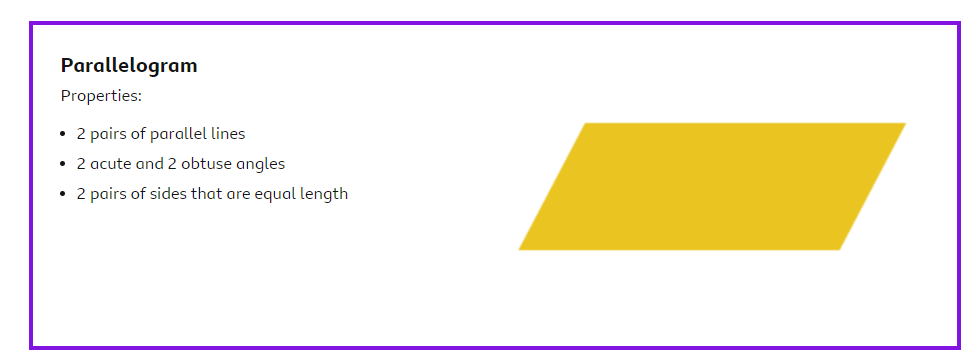 Parallelogram
Properties:
• 2 pairs of parallel lines
• 2 acute and 2 obtuse angles
• 2 pairs of sides that are equal length